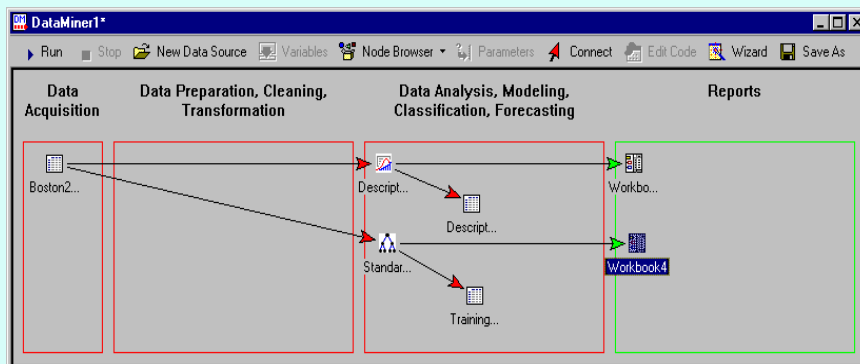 DM DataMiner1*
Run Stop New Data Source Variables Node Browser Parameters Connect Edit Code Wizard Save As
Data Acquisition
Data Preparation, Cleaning, Transformation
Data Analysis, Modeling, Classification, Forecasting
Reports
Boston2...
Descript...
Workbo...
Descript...
Standar...
Workbook4
Training...